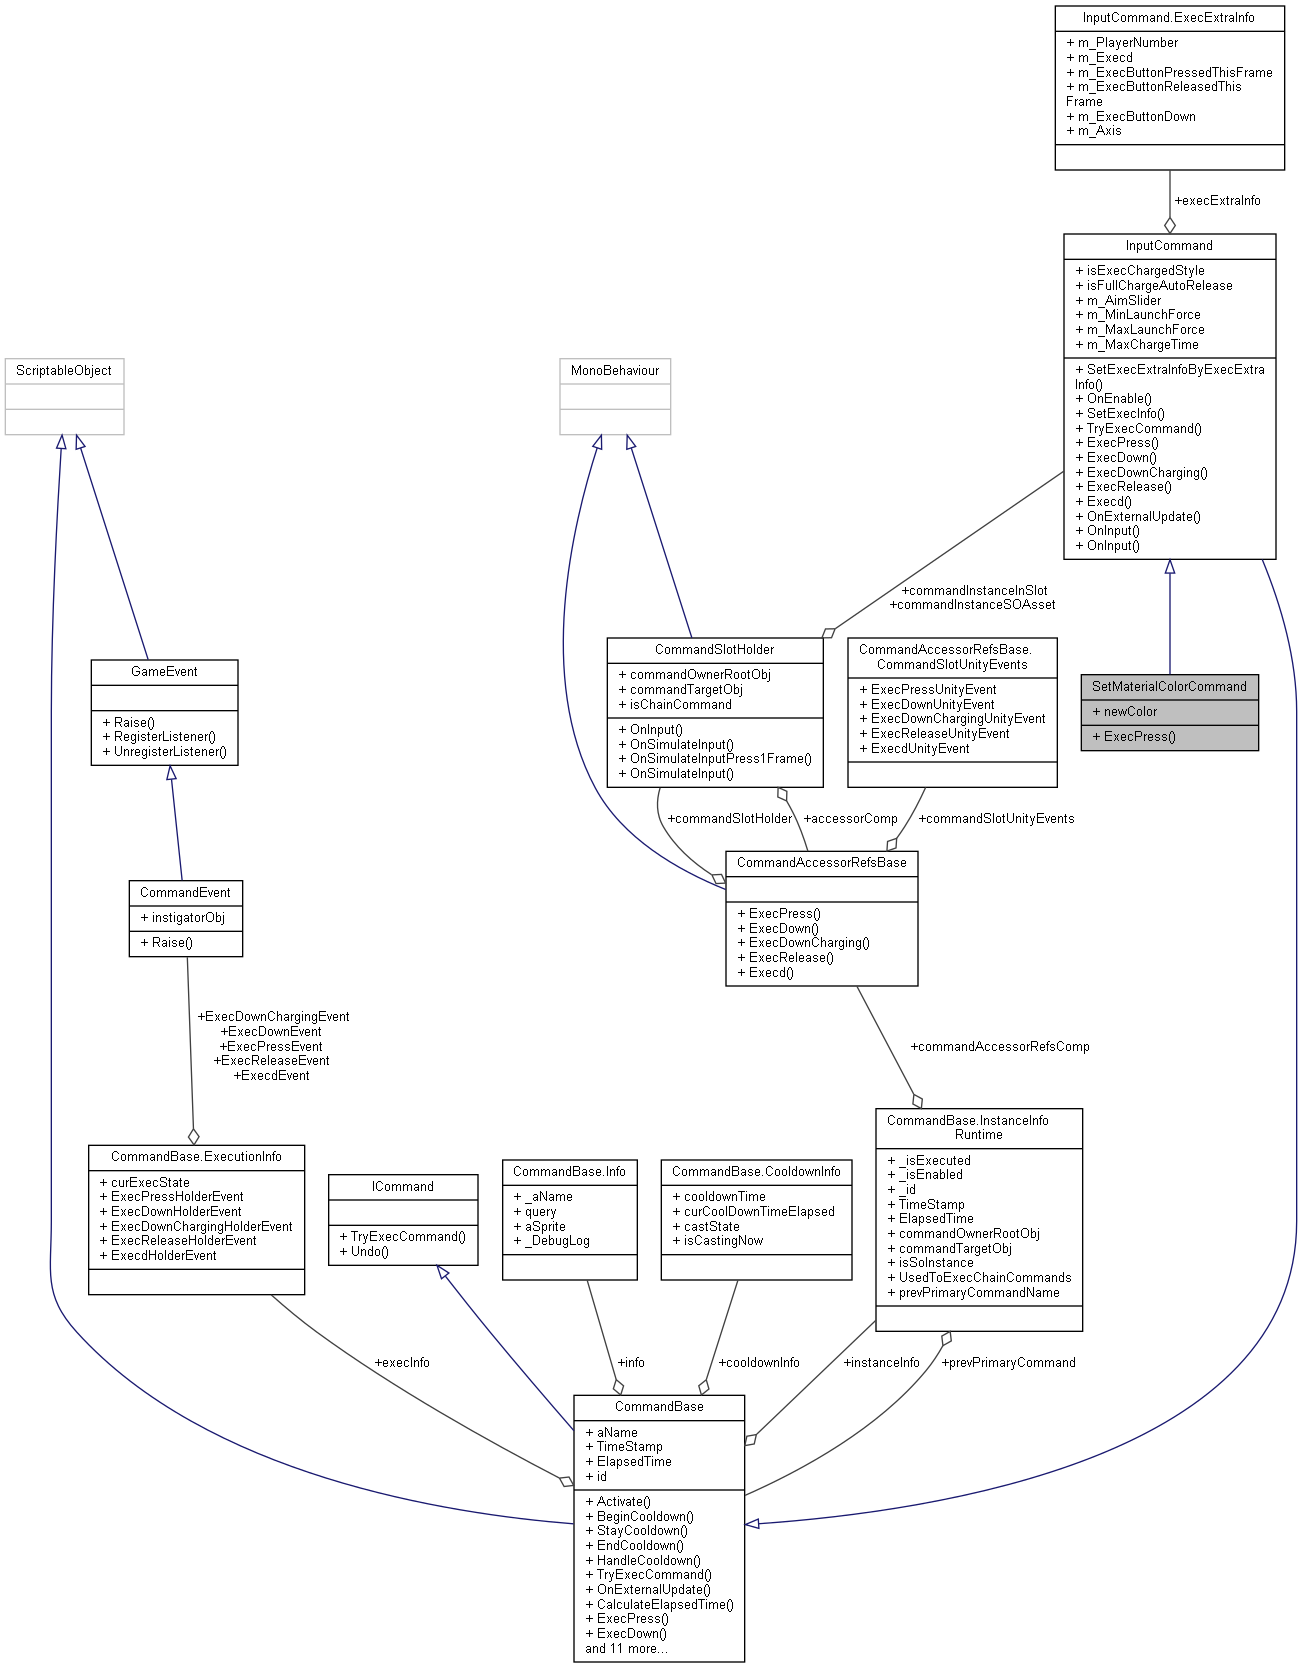 InputCommand.ExecExtraInfo
+ m_PlayerNumber
+ m_Execd
+ m_ExecButtonPressedThisFrame
+ m_ExecButtonReleasedThis
Frame
+ m_ExecButtonDown
+ m_Axis
+execExtraInfo
InputCommand
+ isExecChargedStyle
+ isFullChargeAutoRelease
+ m_AimSlider
+ m_MinLaunchForce
+ m_MaxLaunchForce
+ m_MaxChargeTime
+ SetExecExtraInfoByExecExtra
Info()
+ OnEnable()
+ SetExecInfo()
+ TryExecCommand()
+ ExecPress()
+ ExecDown()
+ ExecDownCharging()
+ ExecRelease()
+ Execd()
+ OnExternalUpdate()
+ OnInput()
+ OnInput()
ScriptableObject
MonoBehaviour
+commandInstanceInSlot
+commandInstanceSOAsset
GameEvent
+ Raise()
+ RegisterListener()
+ UnregisterListener()
CommandSlotHolder
+ commandOwnerRootObj
+ commandTargetObj
+ isChainCommand
+ OnInput()
+ OnSimulateInput()
+ OnSimulateInputPress1Frame()
+ OnSimulateInput()
CommandAccessorRefsBase.
CommandSlotUnityEvents
+ ExecPressUnityEvent
+ ExecDownUnityEvent
+ ExecDownChargingUnityEvent
+ ExecReleaseUnityEvent
+ ExecdUnityEvent
SetMaterialColorCommand
+ newColor
+ ExecPress()
+commandSlotHolder
+accessorComp
+commandSlotUnityEvents
CommandAccessorRefsBase
+ ExecPress()
+ ExecDown()
+ ExecDownCharging()
+ ExecRelease()
+ Execd()
CommandEvent
+ instigatorObj
+ Raise()
+ExecDownChargingEvent
+ExecDownEvent
+ExecPressEvent
+ExecReleaseEvent
+ExecdEvent
+commandAccessorRefsComp
CommandBase.ExecutionInfo
+ curExecState
+ ExecPressHolderEvent
+ ExecDownHolderEvent
+ ExecDownChargingHolderEvent
+ ExecReleaseHolderEvent
+ ExecdHolderEvent
ICommand
+ TryExecCommand()
+ Undo()
CommandBase.Info
+ _aName
+ query
+ aSprite
+ _DebugLog
CommandBase.CooldownInfo
+ cooldownTime
+ curCoolDownTimeElapsed
+ castState
+ isCastingNow
CommandBase.InstanceInfo
Runtime
+ _isExecuted
+ _isEnabled
+ _id
+ TimeStamp
+ ElapsedTime
+ commandOwnerRootObj
+ commandTargetObj
+ isSoInstance
+ UsedToExecChainCommands
+ prevPrimaryCommandName
+execInfo
+info
+cooldownInfo
+instanceInfo
+prevPrimaryCommand
CommandBase
+ aName
+ TimeStamp
+ ElapsedTime
+ id
+ Activate()
+ BeginCooldown()
+ StayCooldown()
+ EndCooldown()
+ HandleCooldown()
+ TryExecCommand()
+ OnExternalUpdate()
+ CalculateElapsedTime()
+ ExecPress()
+ ExecDown()
and 11 more...